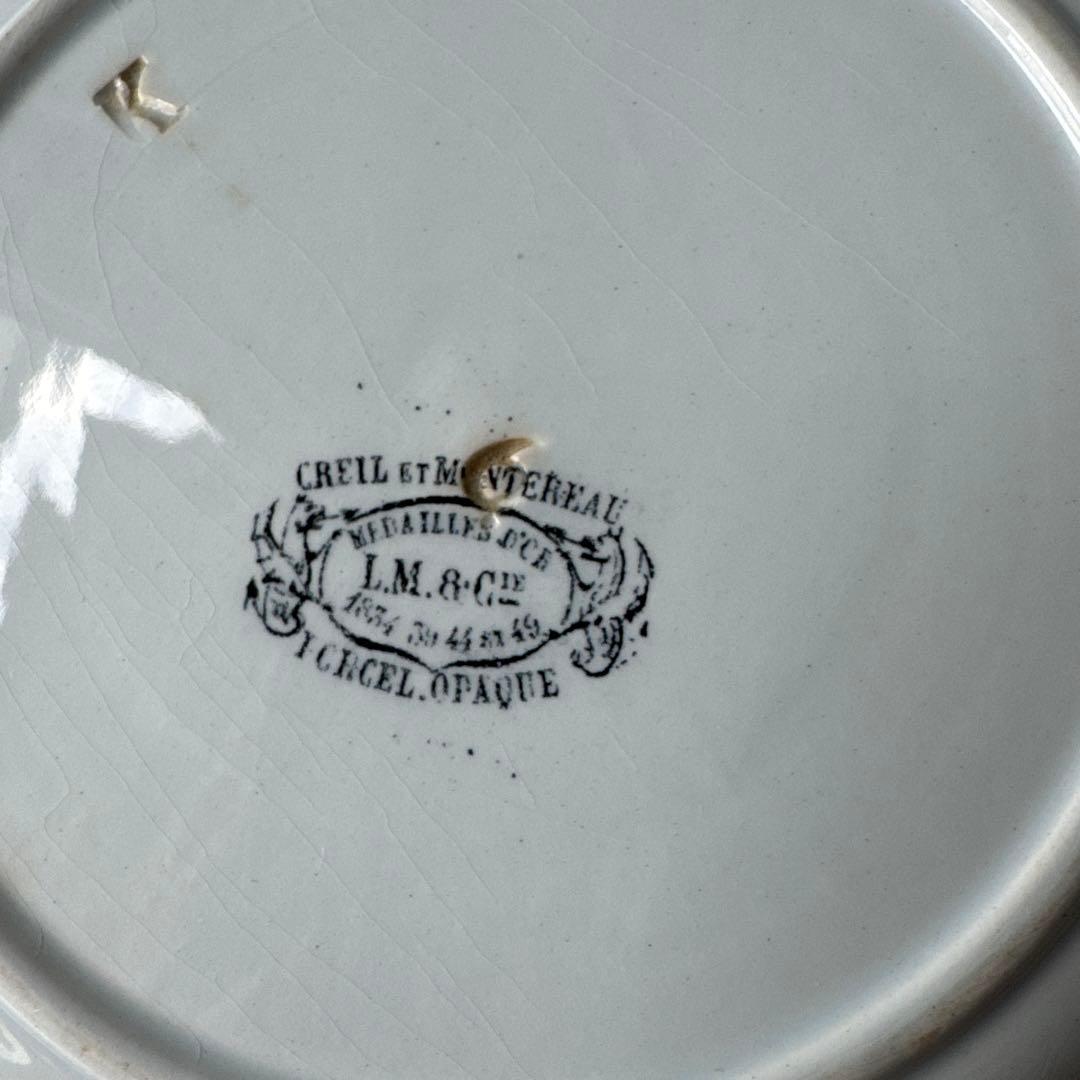 K
CREIL ET MONTEREAU
MEDAILLES D'OR
L.M. & CIE
1834 39 44 ET 49
PORCEL. OPAQUE